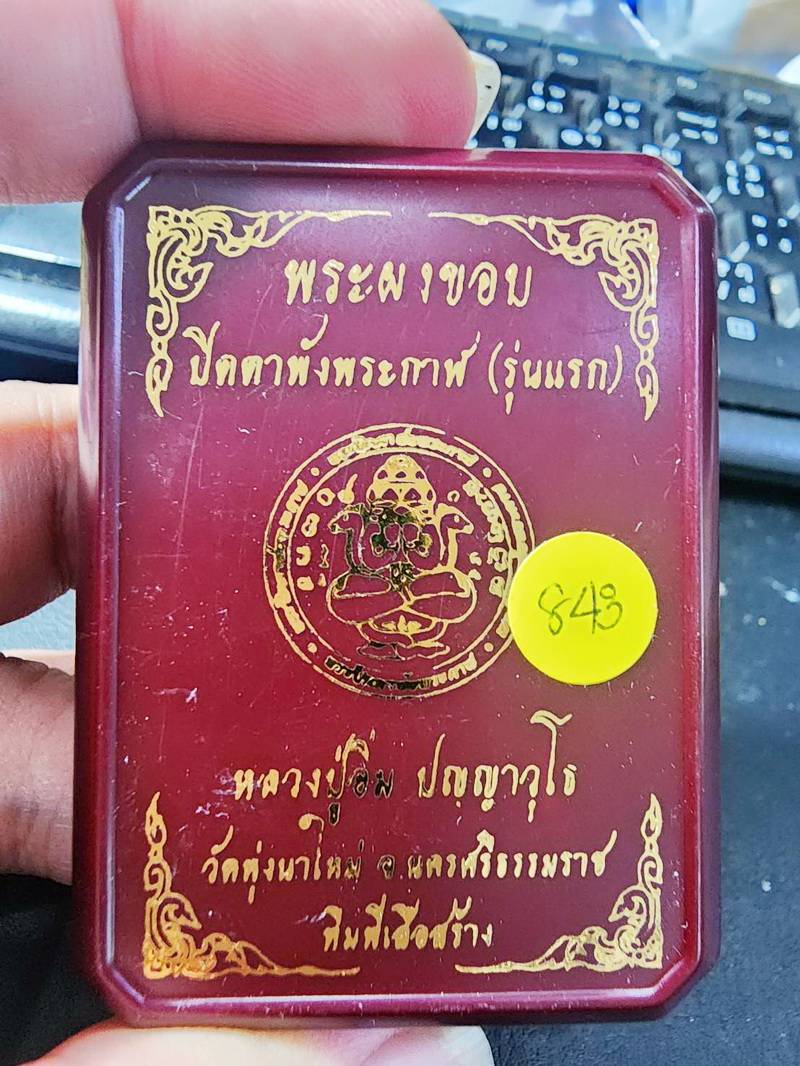 พระผงขอบ
ปิดตาพังพระกาฬ (รุ่นแรก)
843
หลวงปู่อิ่ม ปญฺญาวุโธ
วัดทุ่งนาใหม่ จ.นครศรีธรรมราช
ทีมพี่เสือสร้าง